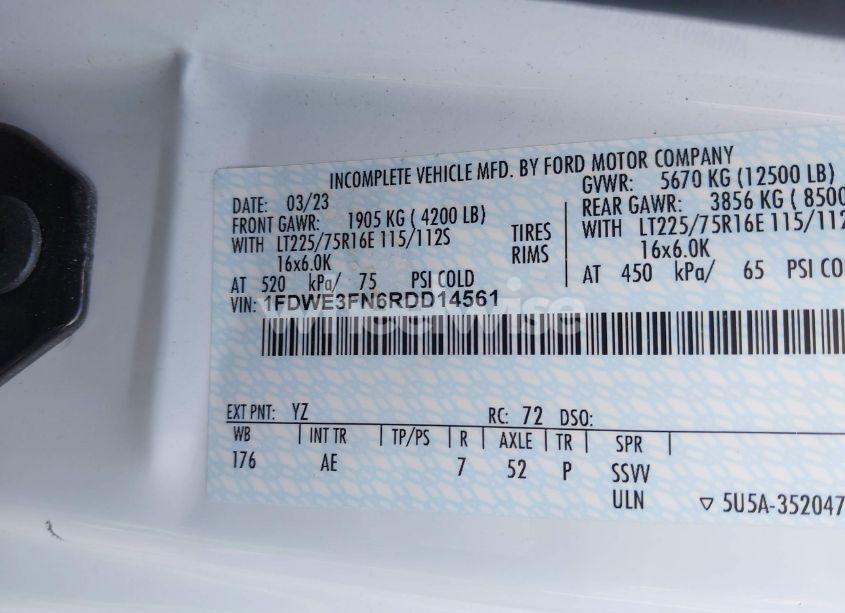 INCOMPLETE VEHICLE MFD. BY FORD MOTOR COMPANY
DATE: 03/23 GVWR: 5670 KG (12500 LB)
FRONT GAWR: 1905 KG ( 4200 LB) REAR GAWR: 3856 KG ( 8500
WITH LT225/75R16E 115/112S TIRES WITH LT225/75R16E 115/112
16x6.0K RIMS 16x6.0K
AT 520 kPa/ 75 PSI COLD AT 450 kPa/ 65 PSI CO
VIN: 1FDWE3FN6RDD14561
wheelwise
EXT PNT: YZ RC: 72 DSO:
WB INT TR TP/PS R AXLE TR SPR
176 AE 7 52 P SSVV
ULN ▽ 5U5A-352047